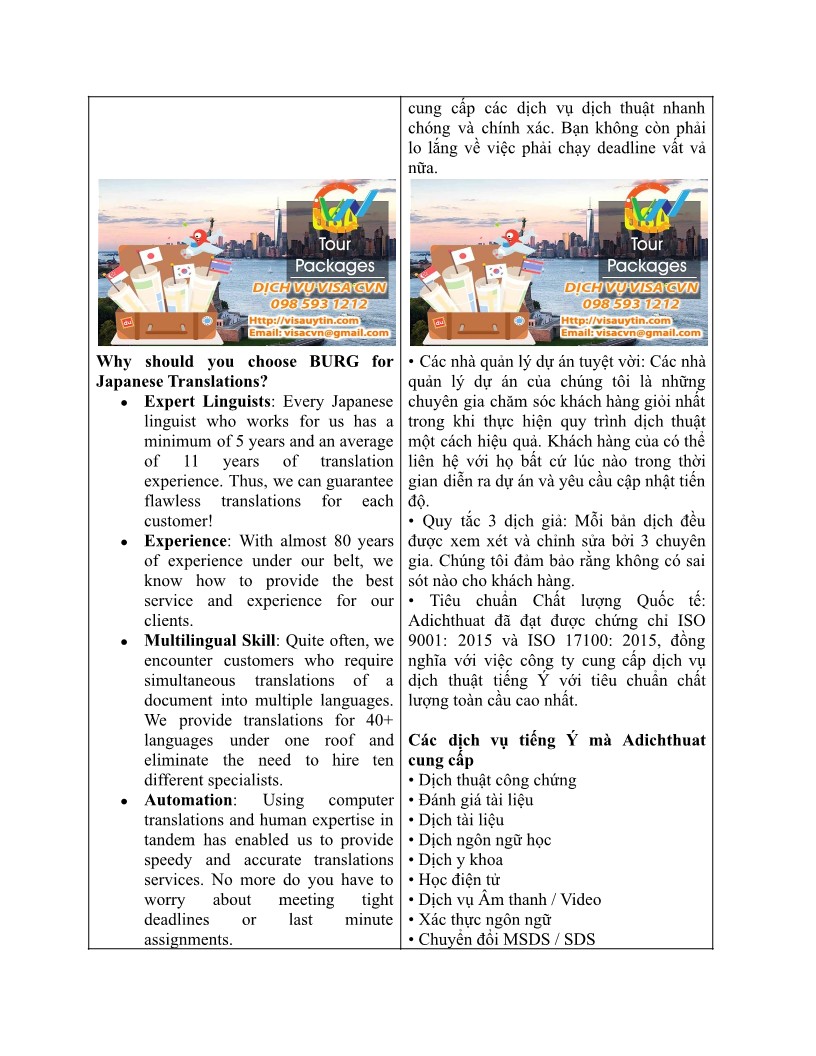 Tour
Packages
DỊCH VỤ VISA CVN
098 593 1212
Http://visauytin.com
Email: visacvn@gmail.com
Why should you choose BURG for
Japanese Translations?
● Expert Linguists: Every Japanese
linguist who works for us has a
minimum of 5 years and an average
of 11 years of translation
experience. Thus, we can guarantee
flawless translations for each
customer!
● Experience: With almost 80 years
of experience under our belt, we
know how to provide the best
service and experience for our
clients.
● Multilingual Skill: Quite often, we
encounter customers who require
simultaneous translations of a
document into multiple languages.
We provide translations for 40+
languages under one roof and
eliminate the need to hire ten
different specialists.
● Automation: Using computer
translations and human expertise in
tandem has enabled us to provide
speedy and accurate translations
services. No more do you have to
worry about meeting tight
deadlines or last minute
assignments.
cung cấp các dịch vụ dịch thuật nhanh
chóng và chính xác. Bạn không còn phải
lo lắng về việc phải chạy deadline vất vả
nữa.
Tour
Packages
DỊCH VỤ VISA CVN
098 593 1212
Http://visauytin.com
Email: visacvn@gmail.com
• Các nhà quản lý dự án tuyệt vời: Các nhà
quản lý dự án của chúng tôi là những
chuyên gia chăm sóc khách hàng giỏi nhất
trong khi thực hiện quy trình dịch thuật
một cách hiệu quả. Khách hàng của có thể
liên hệ với họ bất cứ lúc nào trong thời
gian diễn ra dự án và yêu cầu cập nhật tiến
độ.
• Quy tắc 3 dịch giả: Mỗi bản dịch đều
được xem xét và chỉnh sửa bởi 3 chuyên
gia. Chúng tôi đảm bảo rằng không có sai
sót nào cho khách hàng.
• Tiêu chuẩn Chất lượng Quốc tế:
Adichthuat đã đạt được chứng chỉ ISO
9001: 2015 và ISO 17100: 2015, đồng
nghĩa với việc công ty cung cấp dịch vụ
dịch thuật tiếng Ý với tiêu chuẩn chất
lượng toàn cầu cao nhất.
Các dịch vụ tiếng Ý mà Adichthuat
cung cấp
• Dịch thuật công chứng
• Đánh giá tài liệu
• Dịch tài liệu
• Dịch ngôn ngữ học
• Dịch y khoa
• Học điện tử
• Dịch vụ Âm thanh / Video
• Xác thực ngôn ngữ
• Chuyển đổi MSDS / SDS